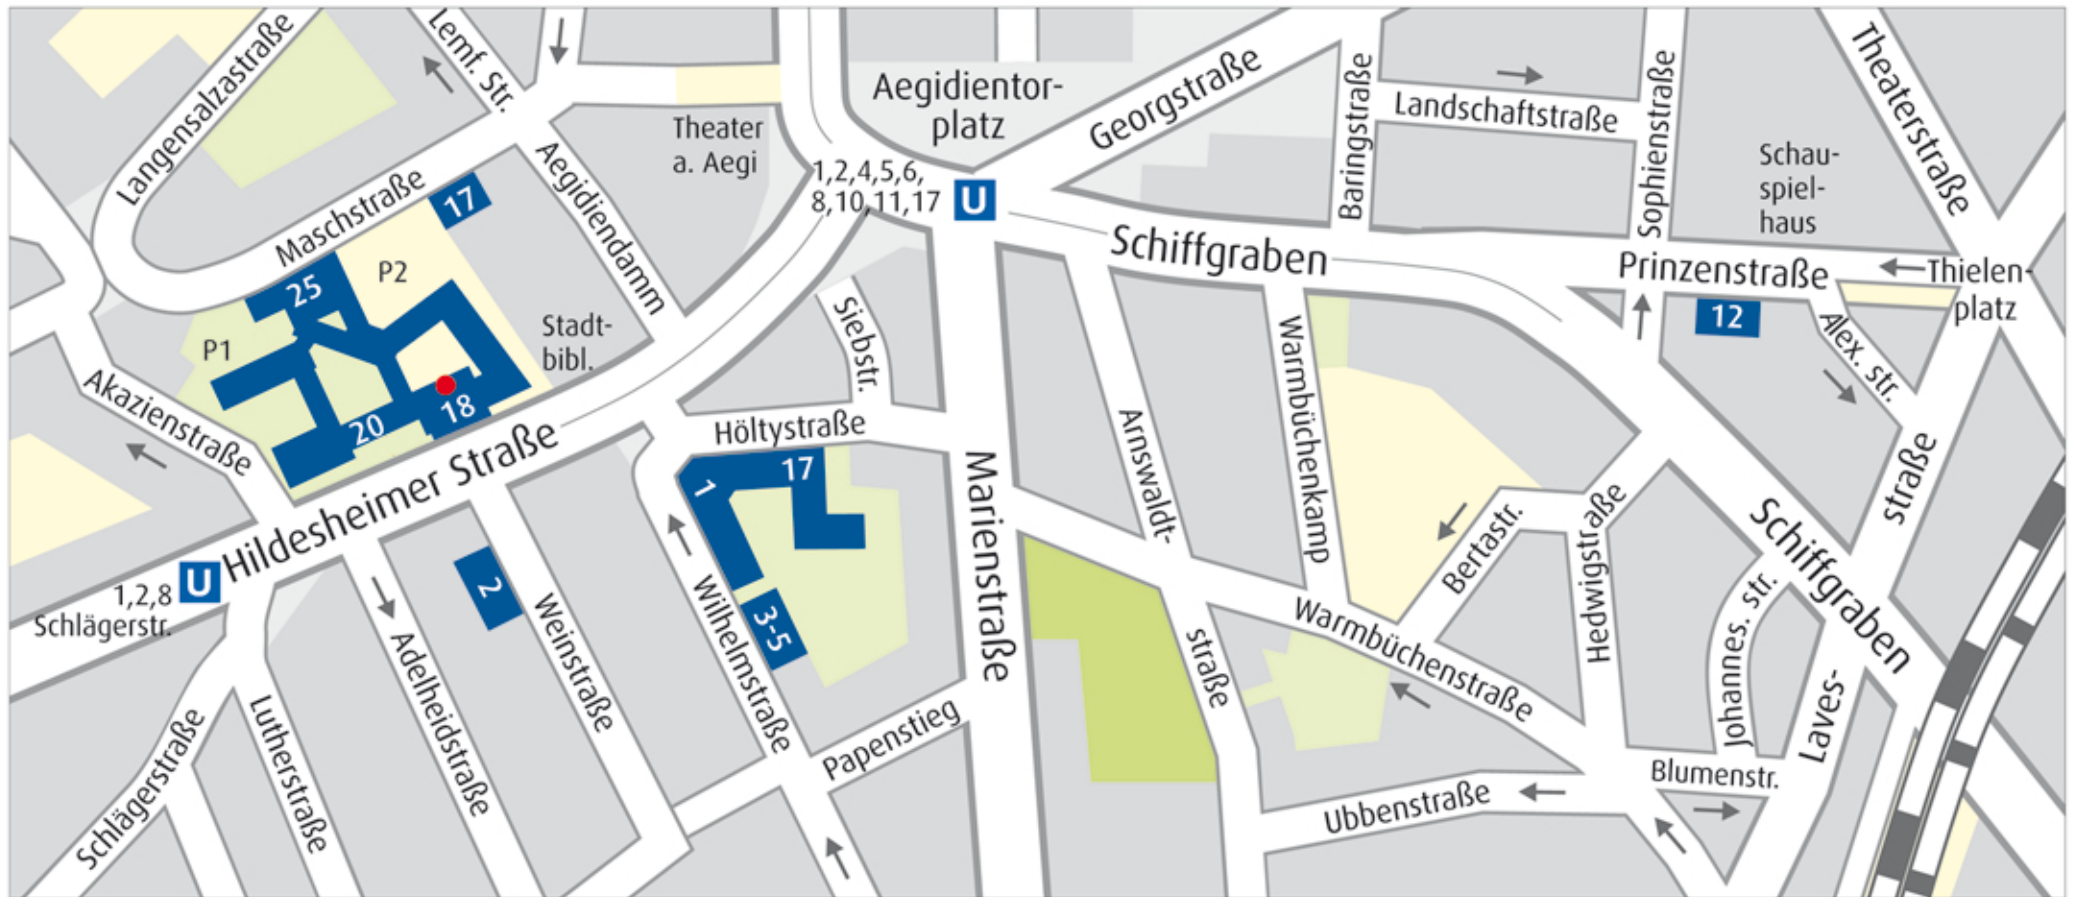 Langensalzastraße
Lemf. Str.
Aegidientor-
platz
Georgstraße
Baringstraße
Landschaftstraße
Sophienstraße
Theaterstraße
Schau-
spiel-
haus
Theater
a. Aegi
1,2,4,5,6,
8,10,11,17
U
Maschstraße
17
Aegidiendamm
Schiffgraben
Prinzenstraße
Thielen-
platz
12
Alex. str.
25
P2
P1
Stadt-
bibl.
Siebstr.
Akazienstraße
20
18
Hildesheimer Straße
Höltystraße
17
1
3-5
2
Marienstraße
Arnswaldt-
straße
Warmbüchenkamp
Bertastr.
Hedwigstraße
Schiffgraben
straße
Laves-
Johannes. str.
Warmbüchenstraße
Blumenstr.
Ubbenstraße
U
1,2,8
Schlägerstr.
Schlägerstraße
Lutherstraße
Adelheidstraße
Weinstraße
Wilhelmstraße
Papenstieg